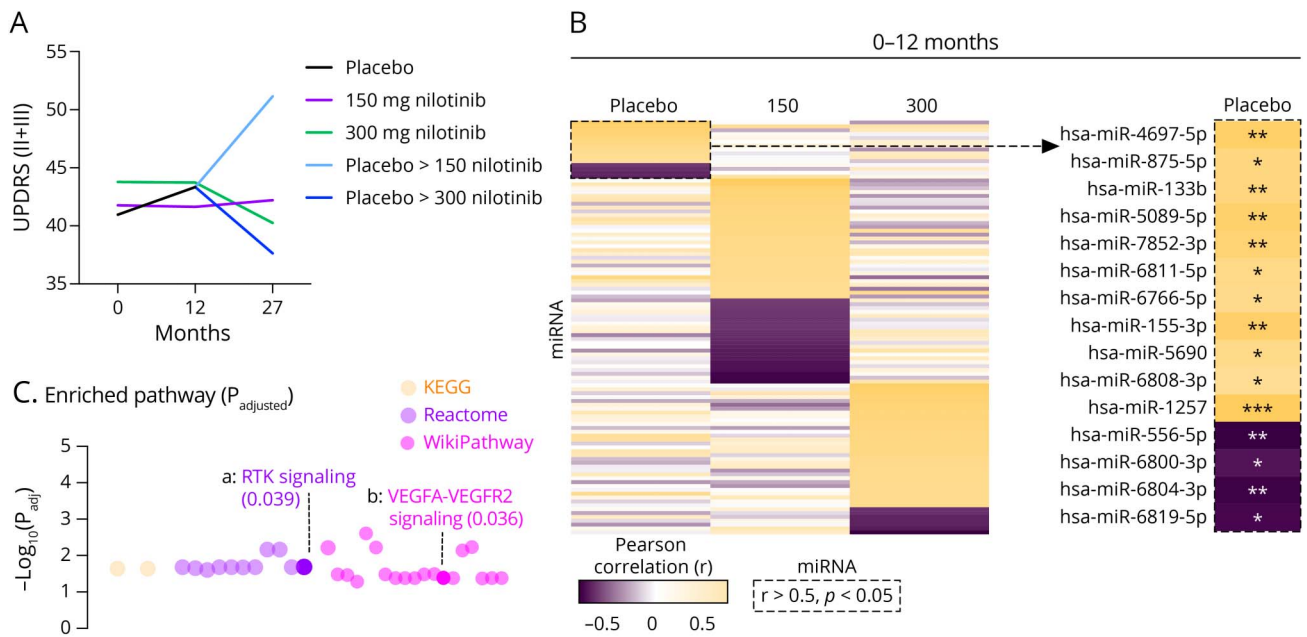 A
55
50
45
40
35
UPDRS (II+III)
0 12 27
Months
Placebo
150 mg nilotinib
300 mg nilotinib
Placebo > 150 nilotinib
Placebo > 300 nilotinib
B
0–12 months
Placebo 150 300
miRNA
Placebo
hsa-miR-4697-5p **
hsa-miR-875-5p *
hsa-miR-133b **
hsa-miR-5089-5p **
hsa-miR-7852-3p **
hsa-miR-6811-5p *
hsa-miR-6766-5p *
hsa-miR-155-3p **
hsa-miR-5690 *
hsa-miR-6808-3p *
hsa-miR-1257 ***
hsa-miR-556-5p **
hsa-miR-6800-3p *
hsa-miR-6804-3p **
hsa-miR-6819-5p *
Pearson
correlation (r)
–0.5 0 0.5
miRNA
r > 0.5, p < 0.05
C. Enriched pathway (Padjusted)
KEGG
Reactome
WikiPathway
5
4
3
2
1
0
–Log10(Padj)
a: RTK signaling
(0.039)
b: VEGFA-VEGFR2
signaling (0.036)